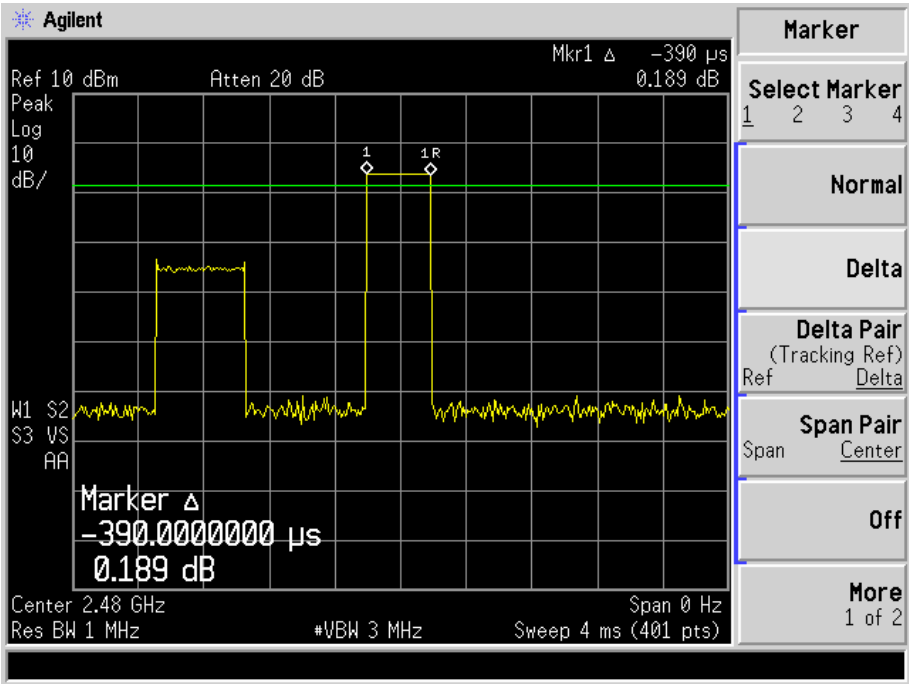 Agilent
Mkr1 Δ -390 µs
Ref 10 dBm Atten 20 dB 0.189 dB
Peak
Log
10
dB/
1 1R
W1 S2
S3 VS
AA
Marker Δ
-390.0000000 µs
0.189 dB
Center 2.48 GHz Span 0 Hz
Res BW 1 MHz #VBW 3 MHz Sweep 4 ms (401 pts)
Marker
Select Marker
1 2 3 4
Normal
Delta
Delta Pair
(Tracking Ref)
Ref Delta
Span Pair
Span Center
Off
More
1 of 2